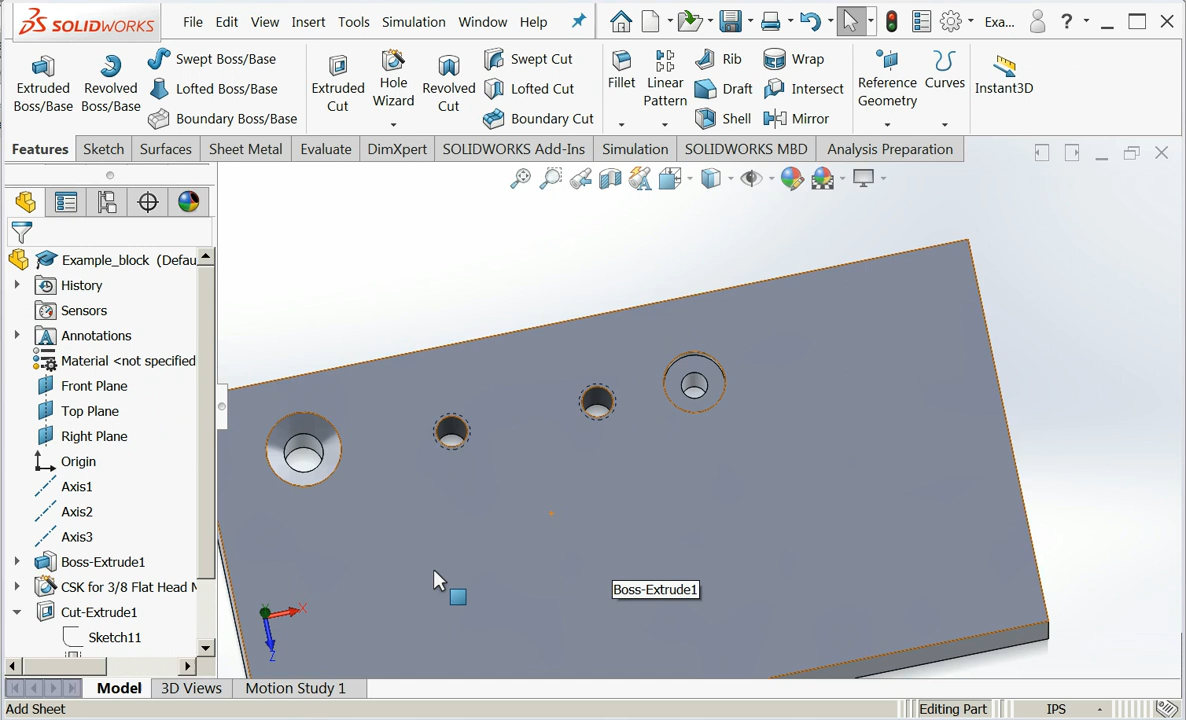 SOLIDWORKS File Edit View Insert Tools Simulation Window Help Exa... ?
Extruded Boss/Base
Revolved Boss/Base
Swept Boss/Base
Lofted Boss/Base
Boundary Boss/Base
Extruded Cut
Hole Wizard
Revolved Cut
Swept Cut
Lofted Cut
Boundary Cut
Fillet
Linear Pattern
Rib
Draft
Shell
Wrap
Intersect
Mirror
Reference Geometry
Curves
Instant3D
Features Sketch Surfaces Sheet Metal Evaluate DimXpert SOLIDWORKS Add-Ins Simulation SOLIDWORKS MBD Analysis Preparation
Example_block (Defau
History
Sensors
Annotations
Material <not specified
Front Plane
Top Plane
Right Plane
Origin
Axis1
Axis2
Axis3
Boss-Extrude1
CSK for 3/8 Flat Head
Cut-Extrude1
Sketch11
X
Z
Boss-Extrude1
Model 3D Views Motion Study 1
Add Sheet Editing Part IPS